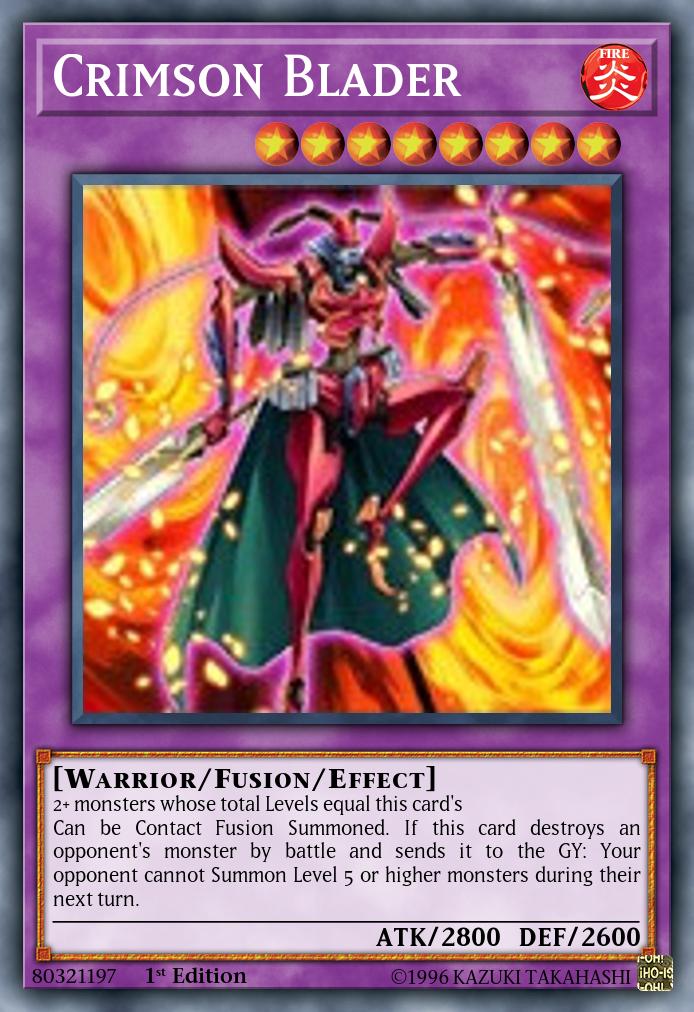 Crimson Blader
FIRE
炎
[Warrior/Fusion/Effect]
2+ monsters whose total Levels equal this card's
Can be Contact Fusion Summoned. If this card destroys an
opponent's monster by battle and sends it to the GY: Your
opponent cannot Summon Level 5 or higher monsters during their
next turn.
ATK/2800 DEF/2600
80321197 1st Edition ©1996 KAZUKI TAKAHASHI